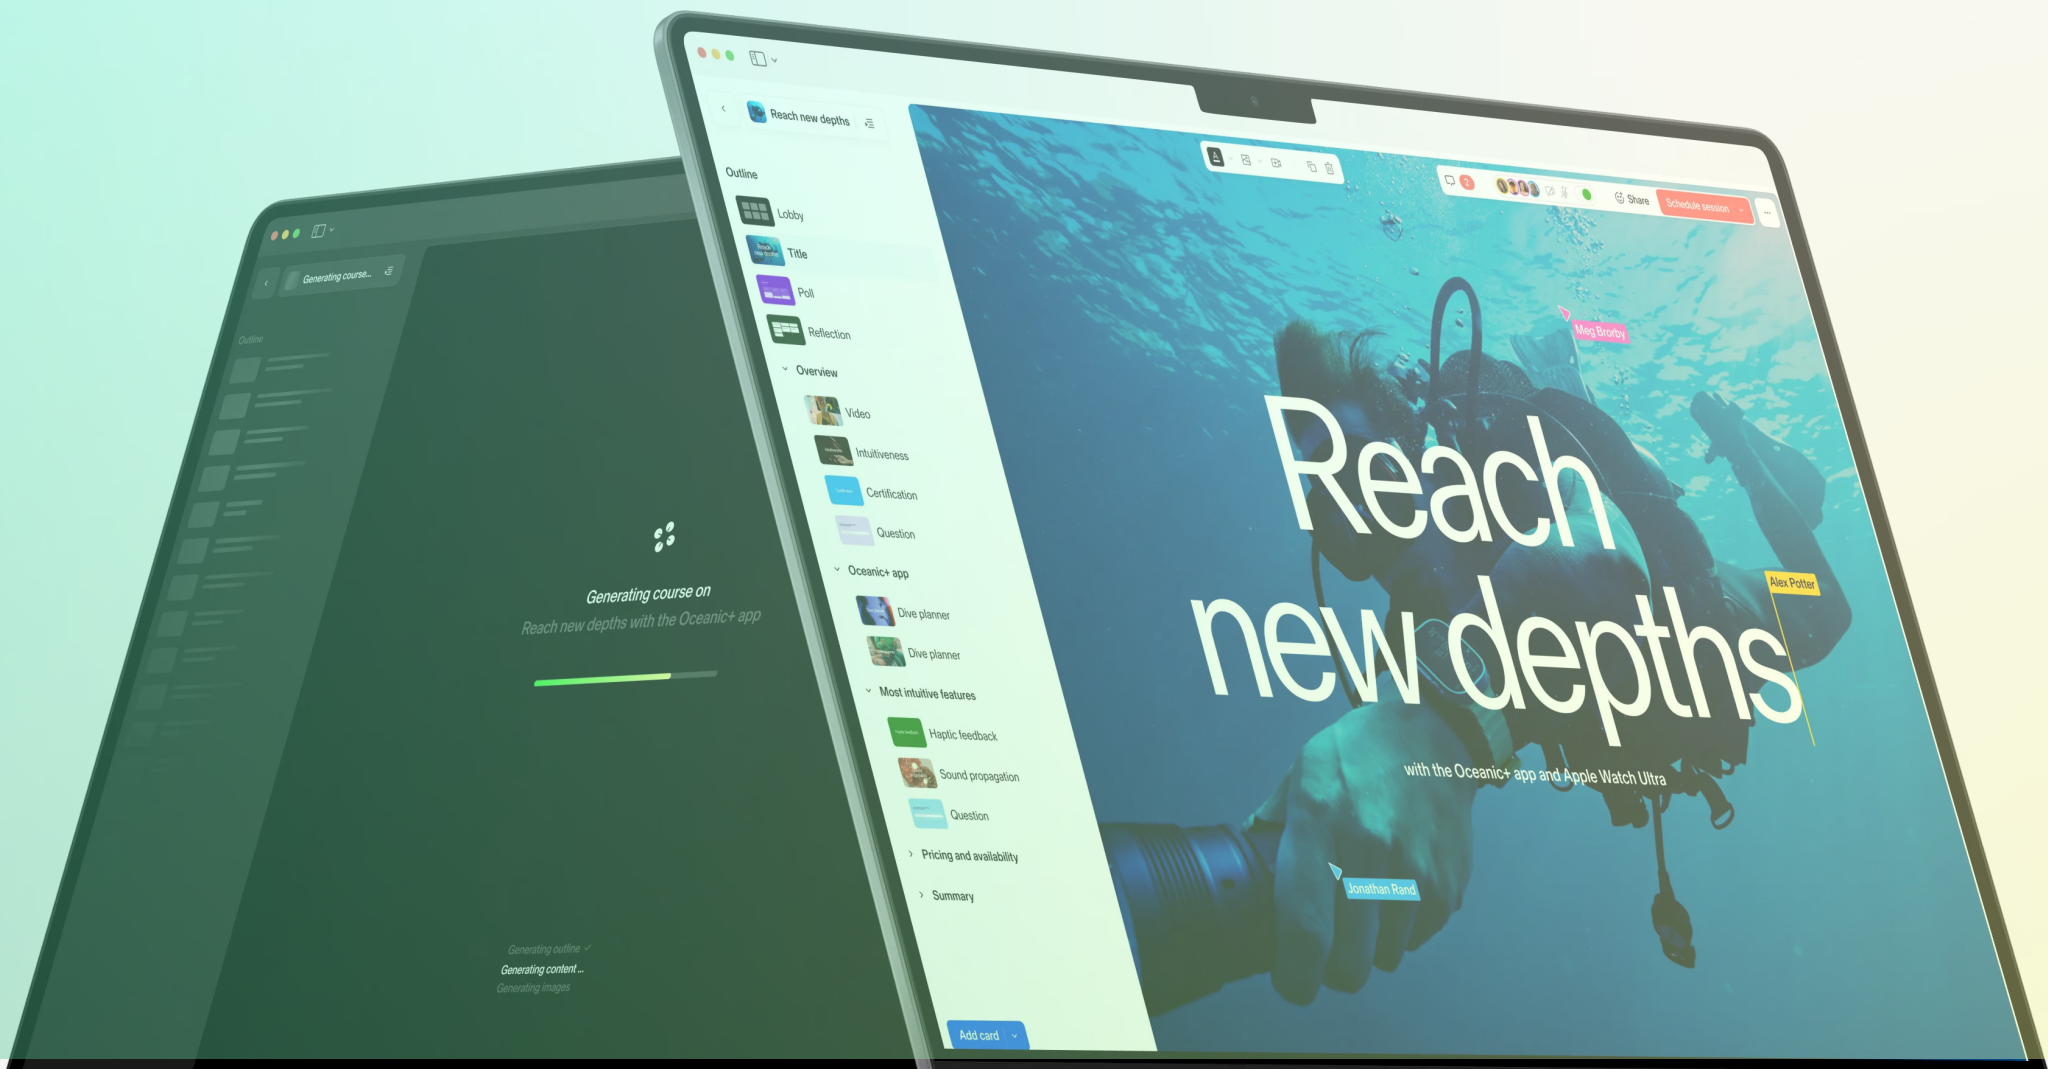 Generating course...
Outline
Generating course on
Reach new depths with the Oceanic+ app
Generating outline
Generating content ...
Generating images
Reach new depths
Outline
Lobby
Title
Poll
Reflection
Overview
Video
Intuitiveness
Certification
Question
Oceanic+ app
Dive planner
Dive planner
Most intuitive features
Haptic feedback
Sound propagation
Question
Pricing and availability
Summary
Add card
A
2
Share
Schedule session
Meg Brorby
Reach
new depths
Alex Potter
with the Oceanic+ app and Apple Watch Ultra
Jonathan Rand